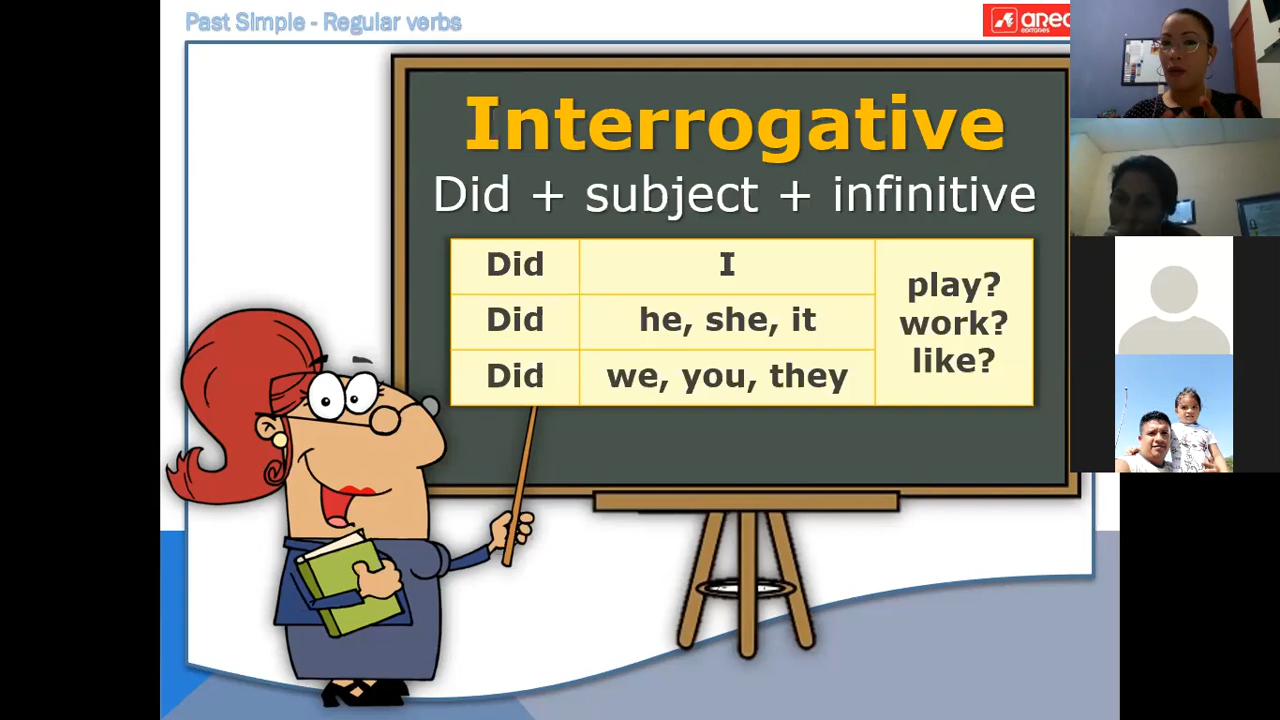 Past Simple - Regular verbs
Interrogative
Did + subject + infinitive
Did I
Did he, she, it
Did we, you, they
play?
work?
like?